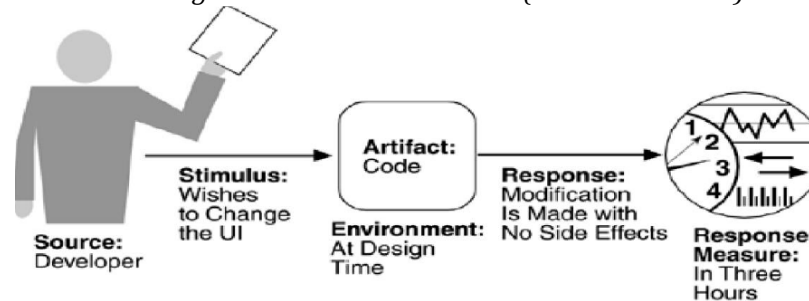 Artifact:
Code
Stimulus:
Wishes
to Change
the UI
Response:
Modification
Is Made with
No Side Effects
Source:
Developer
Environment:
At Design
Time
1
2
3
4
Response
Measure:
In Three
Hours